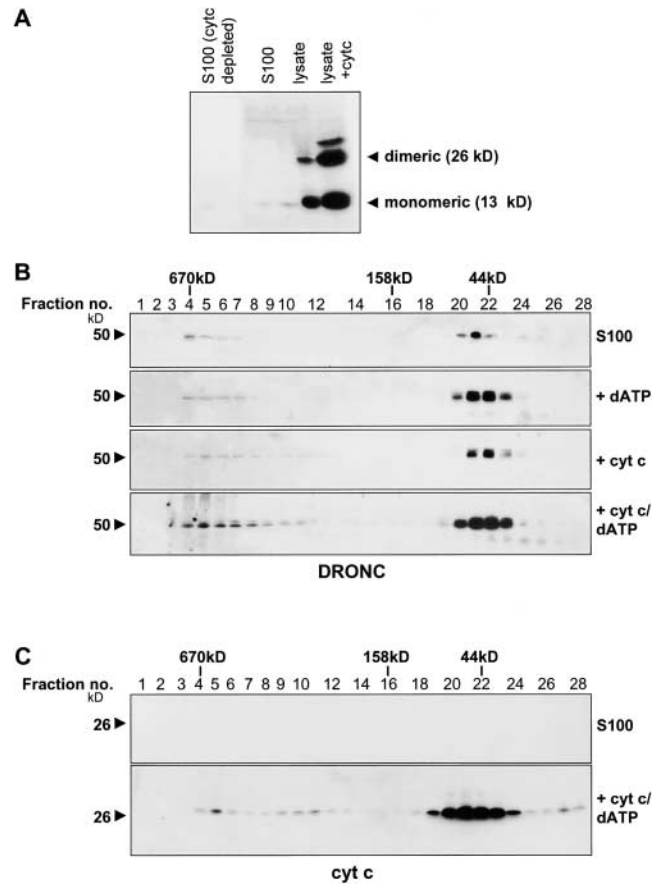 A
S100 (cytc depleted)
S100
lysate
lysate +cytc
dimeric (26 kD)
monomeric (13 kD)
B
670kD 158kD 44kD
Fraction no. 1 2 3 4 5 6 7 8 9 10 12 14 16 18 20 22 24 26 28
kD
50 S100
50 + dATP
50 + cyt c
50 + cyt c/
dATP
DRONC
C
670kD 158kD 44kD
Fraction no. 1 2 3 4 5 6 7 8 9 10 12 14 16 18 20 22 24 26 28
kD
26 S100
26 + cyt c/
dATP
cyt c